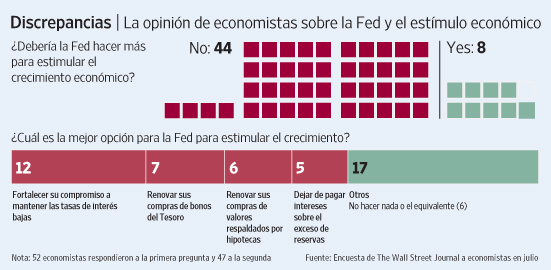 Discrepancias | La opinión de economistas sobre la Fed y el estímulo económico
¿Debería la Fed hacer más
para estimular el
crecimiento económico?
No: 44
Yes: 8
¿Cuál es la mejor opción para la Fed para estimular el crecimiento?
12
Fortalecer su compromiso a
mantener las tasas de interés
bajas
7
Renovar sus
compras de bonos
del Tesoro
6
Renovar sus
compras de
valores
respaldados por
hipotecas
5
Dejar de pagar
intereses
sobre el
exceso de
reservas
17
Otros
No hacer nada o el equivalente (6)
Nota: 52 economistas respondieron a la primera pregunta y 47 a la segunda
Fuente: Encuesta de The Wall Street Journal a economistas en julio